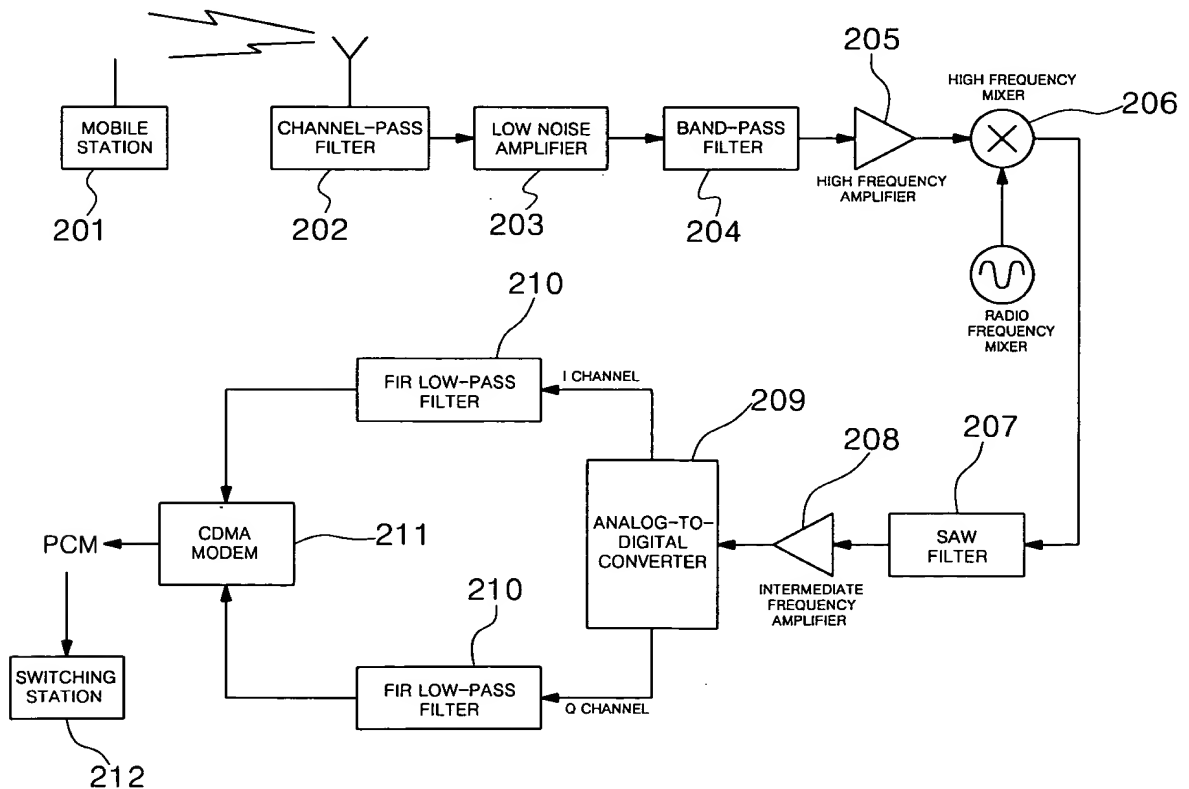 205
HIGH FREQUENCY
MIXER
206
MOBILE
STATION
CHANNEL-PASS
FILTER
LOW NOISE
AMPLIFIER
BAND-PASS
FILTER
HIGH FREQUENCY
AMPLIFIER
201
202
203
204
RADIO
FREQUENCY
MIXER
210
FIR LOW-PASS
FILTER
I CHANNEL
209
208
207
CDMA
MODEM
211
PCM
ANALOG-TO-
DIGITAL
CONVERTER
SAW
FILTER
INTERMEDIATE
FREQUENCY
AMPLIFIER
210
SWITCHING
STATION
FIR LOW-PASS
FILTER
Q CHANNEL
212